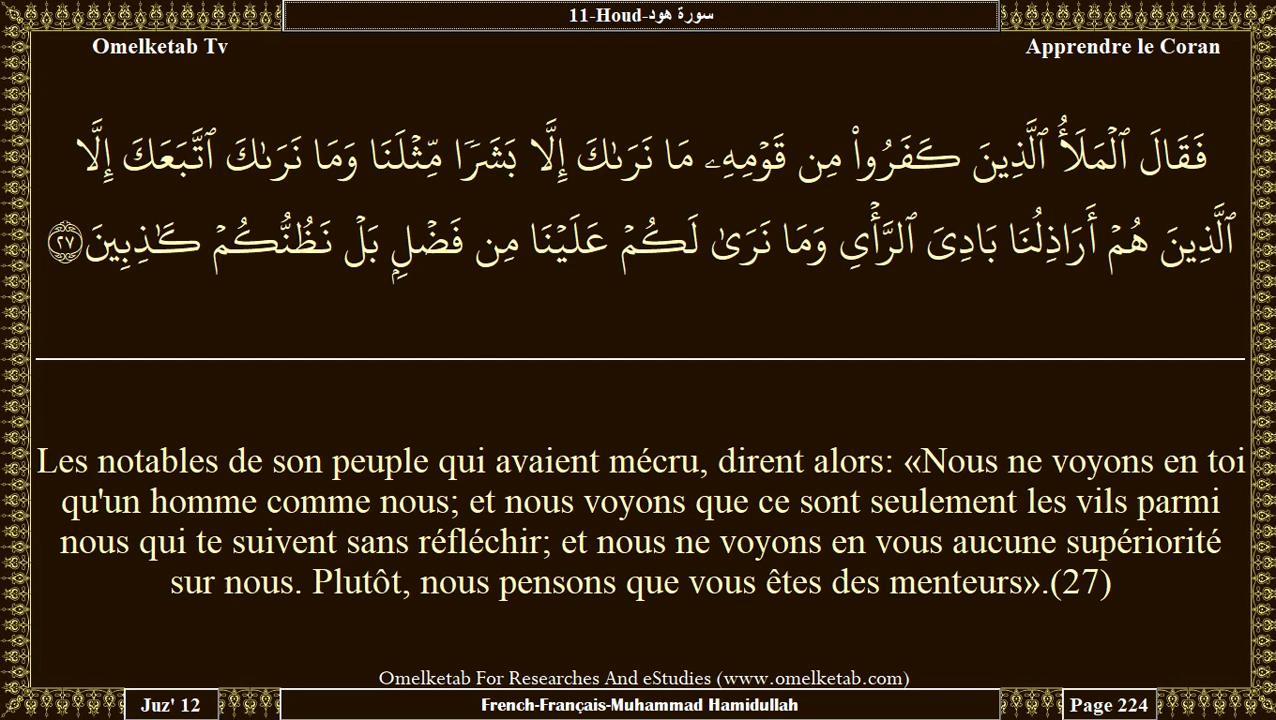 11-Houd-سورة هود
Omelketab Tv
Apprendre le Coran
فَقَالَ ٱلْمَلَأُ ٱلَّذِينَ كَفَرُوا۟ مِن قَوْمِهِۦ مَا نَرَىٰكَ إِلَّا بَشَرًا مِّثْلَنَا وَمَا نَرَىٰكَ ٱتَّبَعَكَ إِلَّا
ٱلَّذِينَ هُمْ أَرَاذِلُنَا بَادِىَ ٱلرَّأْىِ وَمَا نَرَىٰ لَكُمْ عَلَيْنَا مِن فَضْلٍۭ بَلْ نَظُنُّكُمْ كَـٰذِبِينَ ﴿٢٧﴾
Les notables de son peuple qui avaient mécru, dirent alors: «Nous ne voyons en toi
qu'un homme comme nous; et nous voyons que ce sont seulement les vils parmi
nous qui te suivent sans réfléchir; et nous ne voyons en vous aucune supériorité
sur nous. Plutôt, nous pensons que vous êtes des menteurs».(27)
Omelketab For Researches And eStudies (www.omelketab.com)
Juz' 12
French-Français-Muhammad Hamidullah
Page 224